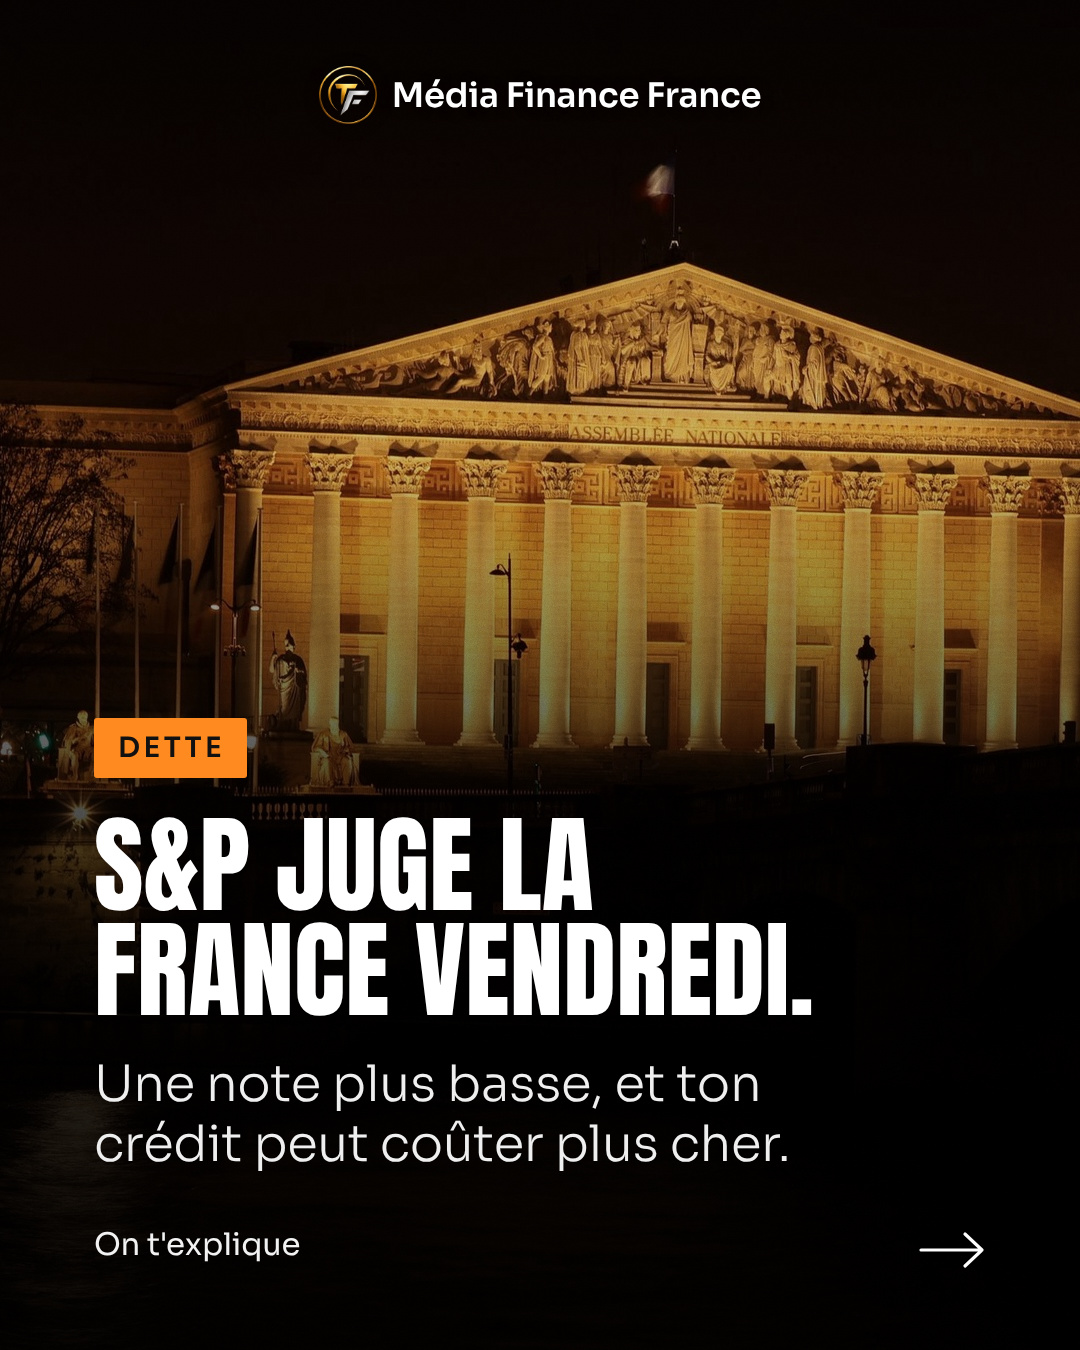 Média Finance France
ASSEMBLÉE NATIONALE
DETTE
S&P JUGE LA
FRANCE VENDREDI.
Une note plus basse, et ton
crédit peut coûter plus cher.
On t'explique